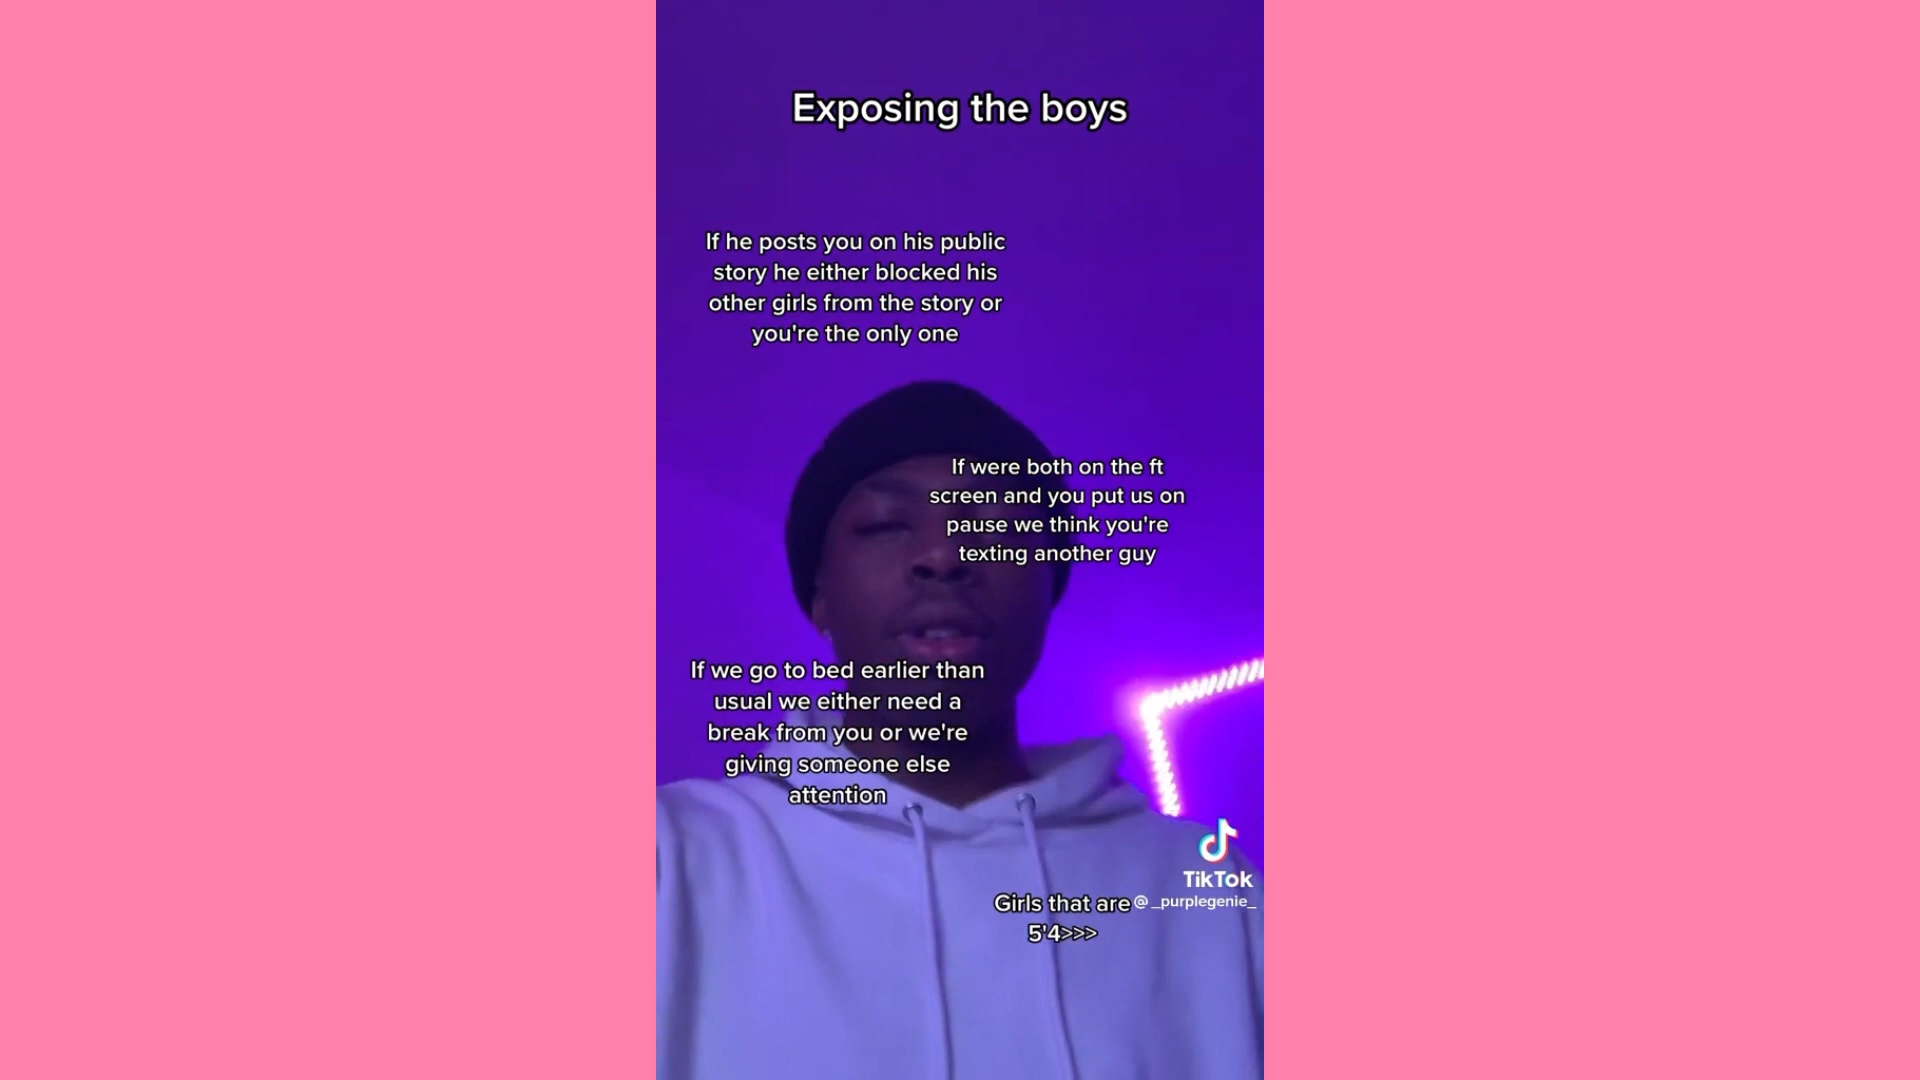 Exposing the boys
If he posts you on his public
story he either blocked his
other girls from the story or
you're the only one
If were both on the ft
screen and you put us on
pause we think you're
texting another guy
If we go to bed earlier than
usual we either need a
break from you or we're
giving someone else
attention
TikTok
@_purplegenie_
Girls that are
5'4>>>